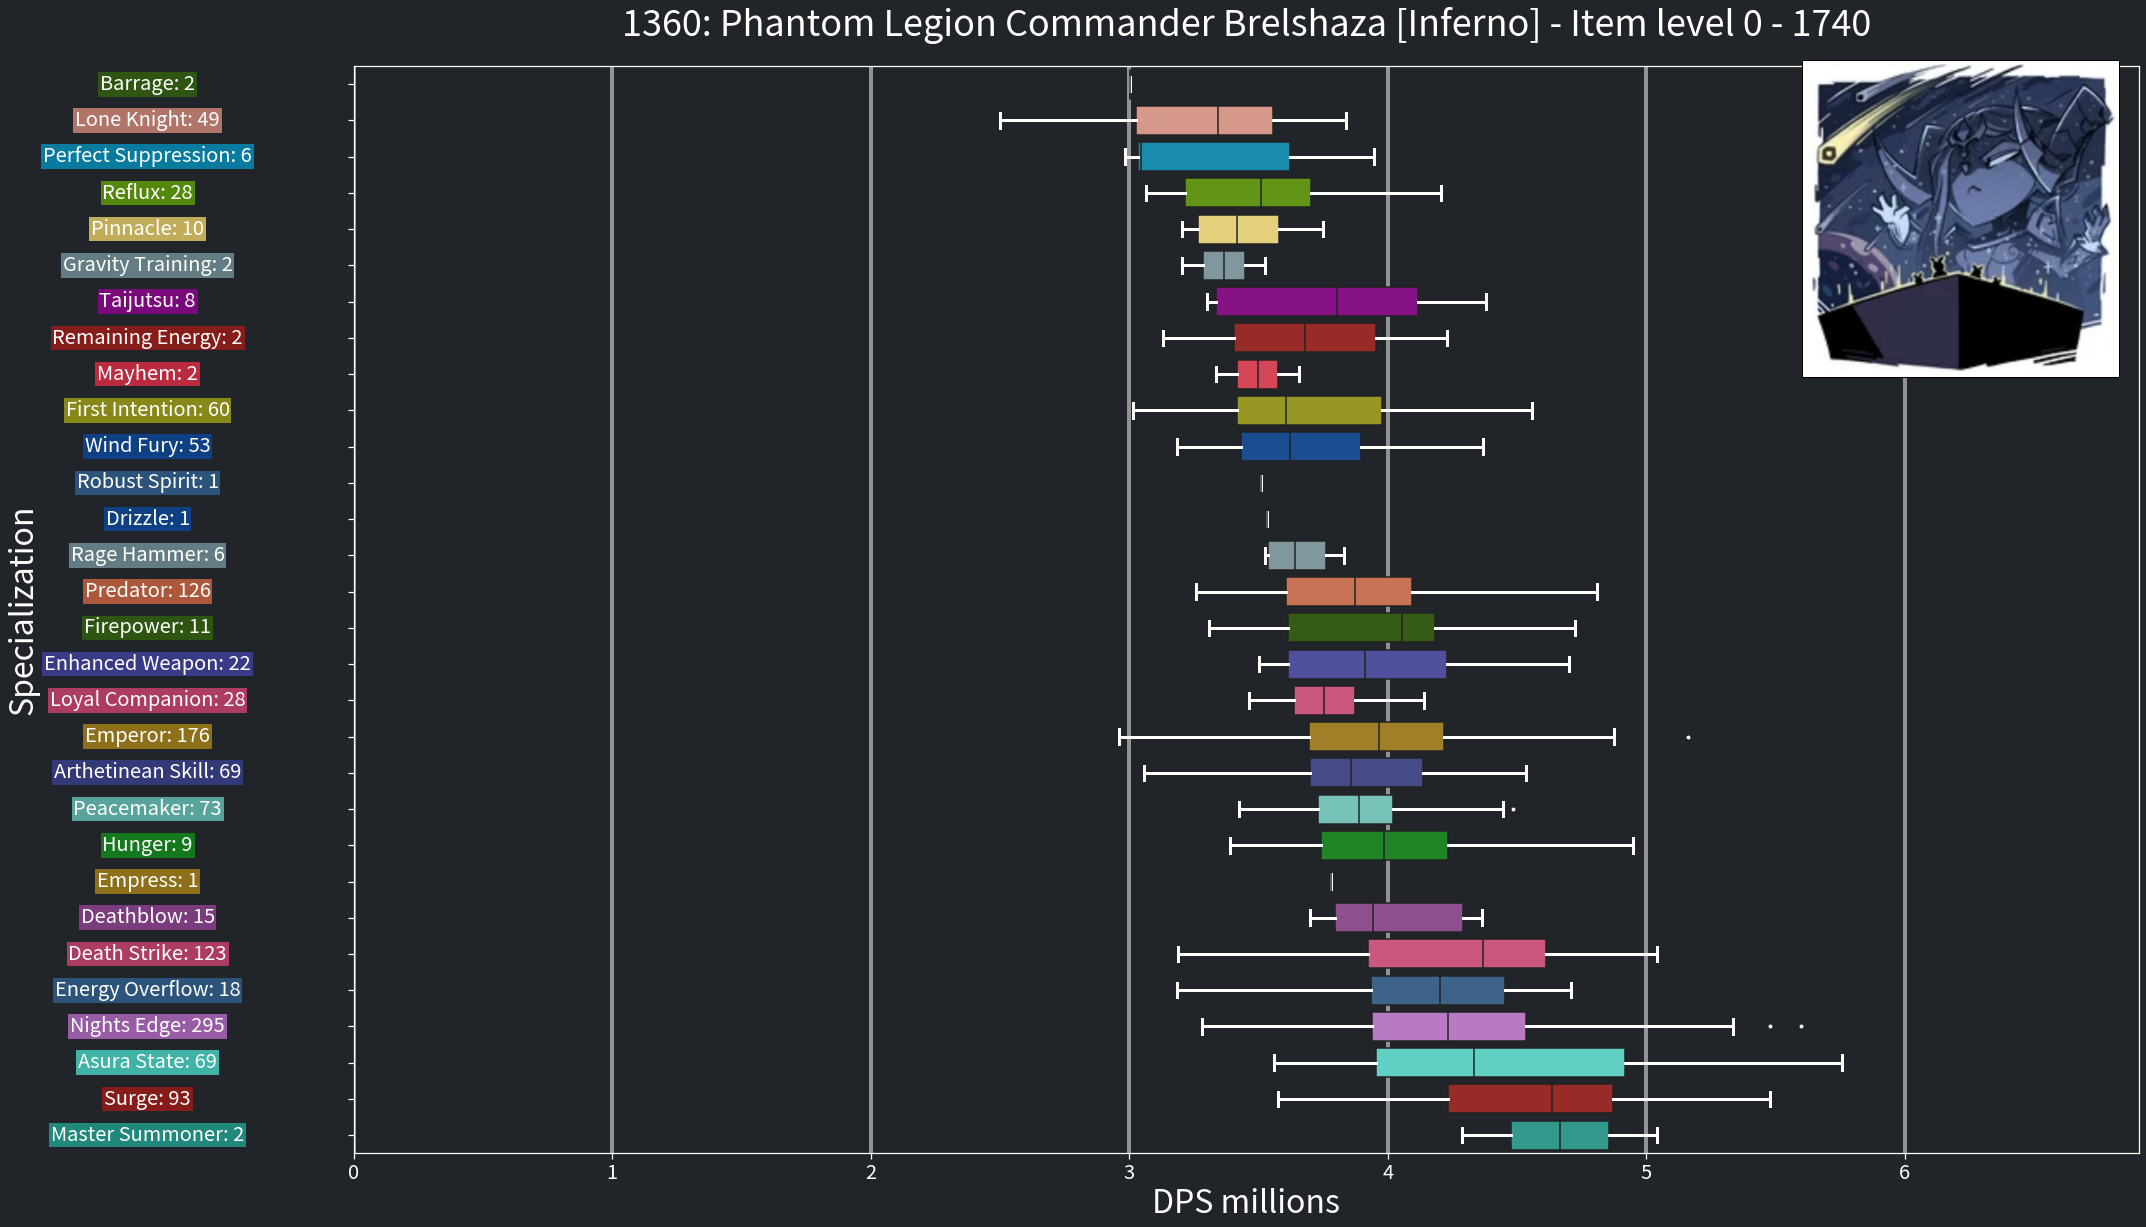 1360: Phantom Legion Commander Brelshaza [Inferno] - Item level 0 - 1740
Specialization
Barrage: 2
Lone Knight: 49
Perfect Suppression: 6
Reflux: 28
Pinnacle: 10
Gravity Training: 2
Taijutsu: 8
Remaining Energy: 2
Mayhem: 2
First Intention: 60
Wind Fury: 53
Robust Spirit: 1
Drizzle: 1
Rage Hammer: 6
Predator: 126
Firepower: 11
Enhanced Weapon: 22
Loyal Companion: 28
Emperor: 176
Arthetinean Skill: 69
Peacemaker: 73
Hunger: 9
Empress: 1
Deathblow: 15
Death Strike: 123
Energy Overflow: 18
Nights Edge: 295
Asura State: 69
Surge: 93
Master Summoner: 2
0 1 2 3 4 5 6
DPS millions